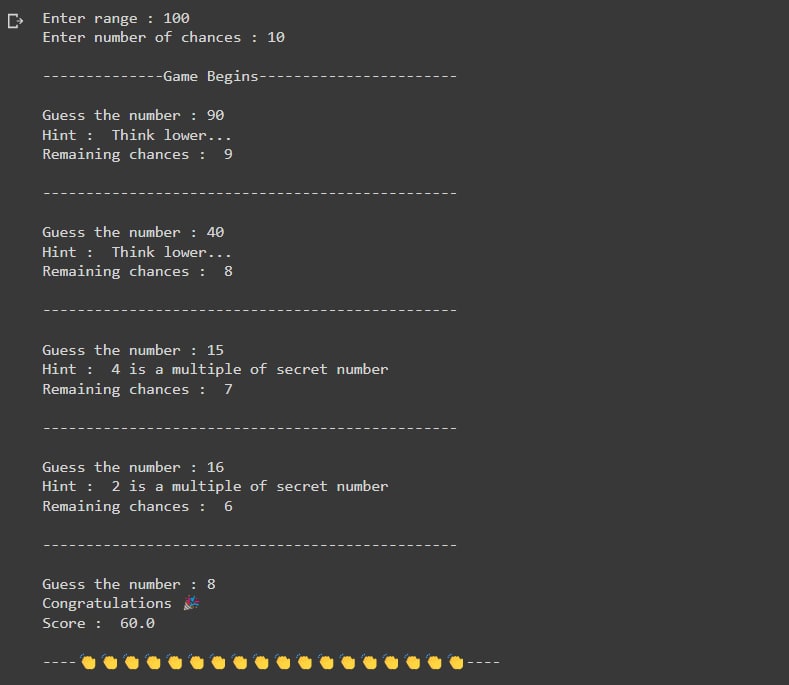 Enter range : 100
Enter number of chances : 10
--------------Game Begins-----------------------
Guess the number : 90
Hint :  Think lower...
Remaining chances :  9
------------------------------------------------
Guess the number : 40
Hint :  Think lower...
Remaining chances :  8
------------------------------------------------
Guess the number : 15
Hint :  4 is a multiple of secret number
Remaining chances :  7
------------------------------------------------
Guess the number : 16
Hint :  2 is a multiple of secret number
Remaining chances :  6
------------------------------------------------
Guess the number : 8
Congratulations 🎉
Score :  60.0
----👏👏👏👏👏👏👏👏👏👏👏👏👏👏👏👏👏👏----